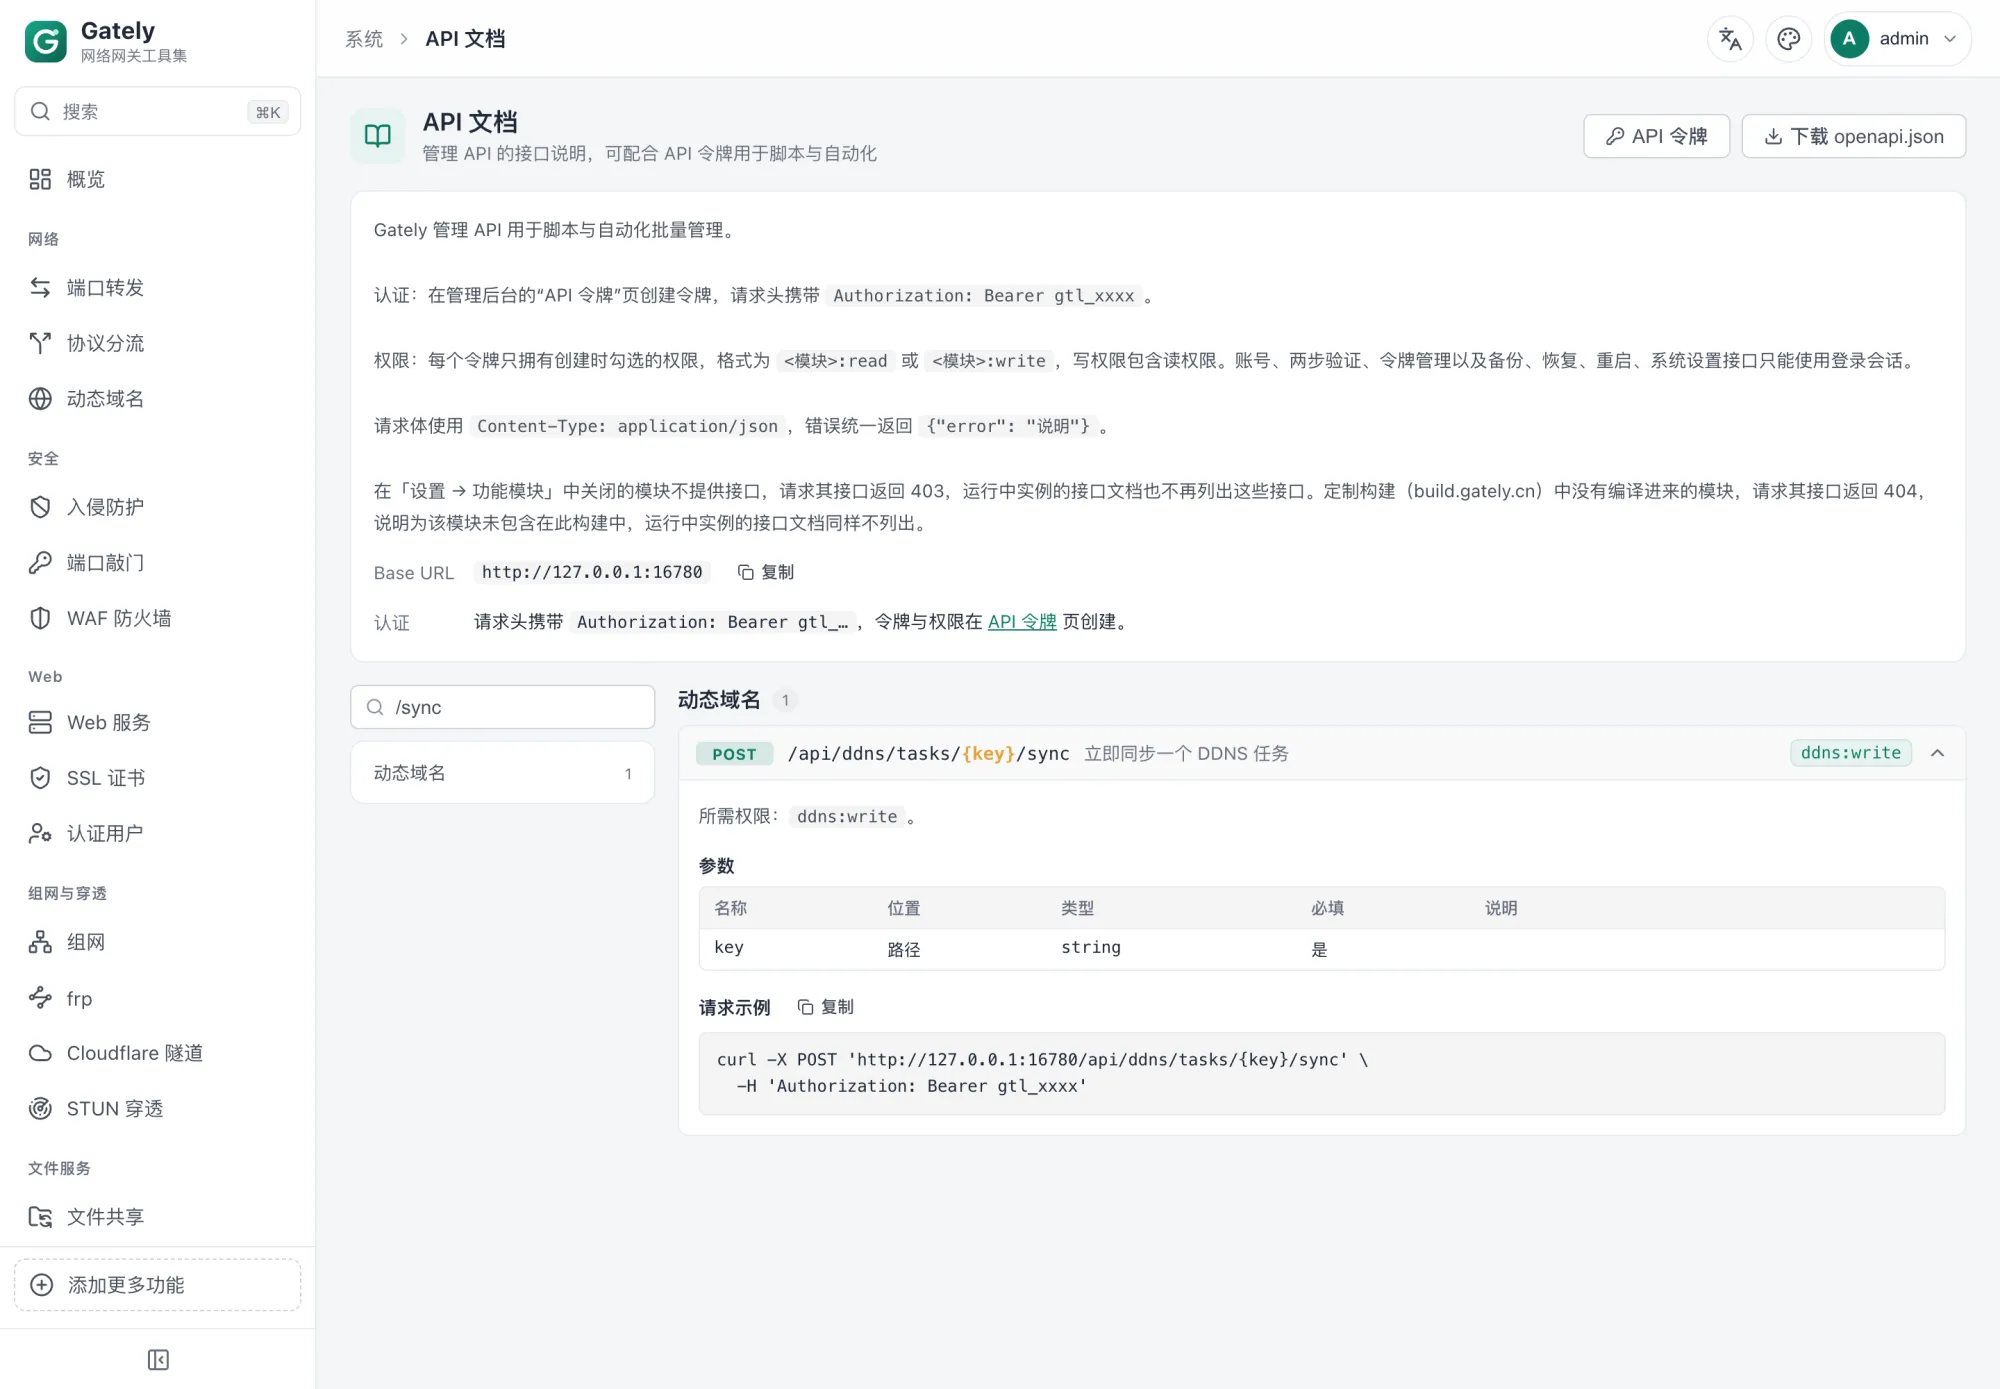 Gately
网络网关工具集
搜索 ⌘K
概览
网络
端口转发
协议分流
动态域名
安全
入侵防护
端口敲门
WAF 防火墙
Web
Web 服务
SSL 证书
认证用户
组网与穿透
组网
frp
Cloudflare 隧道
STUN 穿透
文件服务
文件共享
添加更多功能
系统 > API 文档
A admin
API 文档
管理 API 的接口说明，可配合 API 令牌用于脚本与自动化
API 令牌
下载 openapi.json
Gately 管理 API 用于脚本与自动化批量管理。
认证：在管理后台的“API 令牌”页创建令牌，请求头携带 Authorization: Bearer gtl_xxxx 。
权限：每个令牌只拥有创建时勾选的权限，格式为 <模块>:read 或 <模块>:write ，写权限包含读权限。账号、两步验证、令牌管理以及备份、恢复、重启、系统设置接口只能使用登录会话。
请求体使用 Content-Type: application/json ，错误统一返回 {"error": "说明"} 。
在「设置 → 功能模块」中关闭的模块不提供接口，请求其接口返回 403，运行中实例的接口文档也不再列出这些接口。定制构建（build.gately.cn）中没有编译进来的模块，请求其接口返回 404，
说明为该模块未包含在此构建中，运行中实例的接口文档同样不列出。
Base URL http://127.0.0.1:16780 复制
认证 请求头携带 Authorization: Bearer gtl_… ，令牌与权限在 API 令牌 页创建。
/sync
动态域名 1
动态域名 1
POST /api/ddns/tasks/{key}/sync 立即同步一个 DDNS 任务 ddns:write
所需权限： ddns:write 。
参数
名称 位置 类型 必填 说明
key 路径 string 是
请求示例 复制
curl -X POST 'http://127.0.0.1:16780/api/ddns/tasks/{key}/sync' \
-H 'Authorization: Bearer gtl_xxxx'